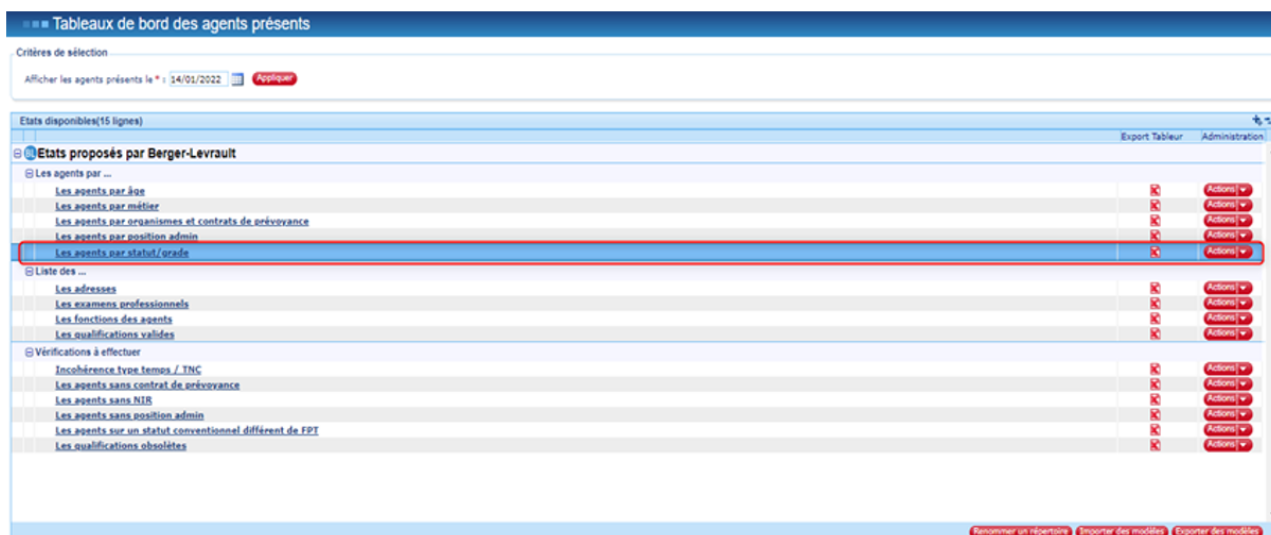 Tableaux de bord des agents présents
Critères de sélection
Afficher les agents présents le * : 14/01/2022 Appliquer
Etats disponibles(15 lignes)
Export Tableur Administration
BL Etats proposés par Berger-Levrault
Les agents par ...
Les agents par âge Actions
Les agents par métier Actions
Les agents par organismes et contrats de prévoyance Actions
Les agents par position admin Actions
Les agents par statut/grade Actions
Liste des ...
Les adresses Actions
Les examens professionnels Actions
Les fonctions des agents Actions
Les qualifications valides Actions
Vérifications à effectuer
Incohérence type temps / TNC Actions
Les agents sans contrat de prévoyance Actions
Les agents sans NIR Actions
Les agents sans position admin Actions
Les agents sur un statut conventionnel différent de FPT Actions
Les qualifications obsolètes Actions
Renommer un répertoire Importer des modèles Exporter des modèles